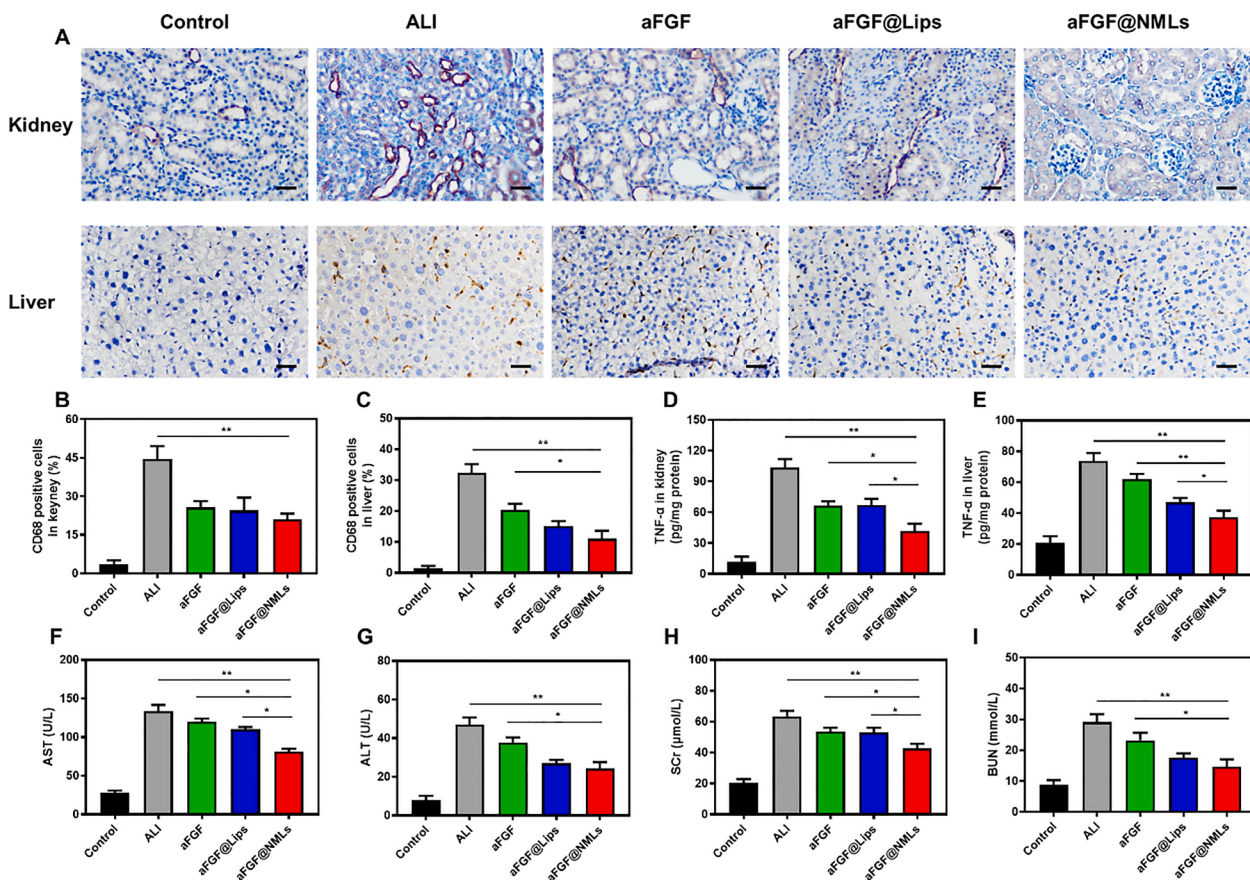 Control ALI aFGF aFGF@Lips aFGF@NMLs
A
Kidney
Liver
B
CD68 positive cells
in keyney (%)
60
45
30
15
0
**
Control ALI aFGF aFGF@Lips aFGF@NMLs
C
CD68 positive cells
in liver (%)
50
40
30
20
10
0
**
*
Control ALI aFGF aFGF@Lips aFGF@NMLs
D
TNF-α in kidney
(pg/mg protein)
150
120
90
60
30
0
**
*
*
Control ALI aFGF aFGF@Lips aFGF@NMLs
E
TNF-α in liver
(pg/mg protein)
100
80
60
40
20
0
**
**
*
Control ALI aFGF aFGF@Lips aFGF@NMLs
F
AST (U/L)
200
150
100
50
0
**
*
*
Control ALI aFGF aFGF@Lips aFGF@NMLs
G
ALT (U/L)
80
60
40
20
0
**
*
Control ALI aFGF aFGF@Lips aFGF@NMLs
H
SCr (μmol/L)
100
80
60
40
20
0
**
*
*
Control ALI aFGF aFGF@Lips aFGF@NMLs
I
BUN (mmol/L)
50
40
30
20
10
0
**
*
Control ALI aFGF aFGF@Lips aFGF@NMLs